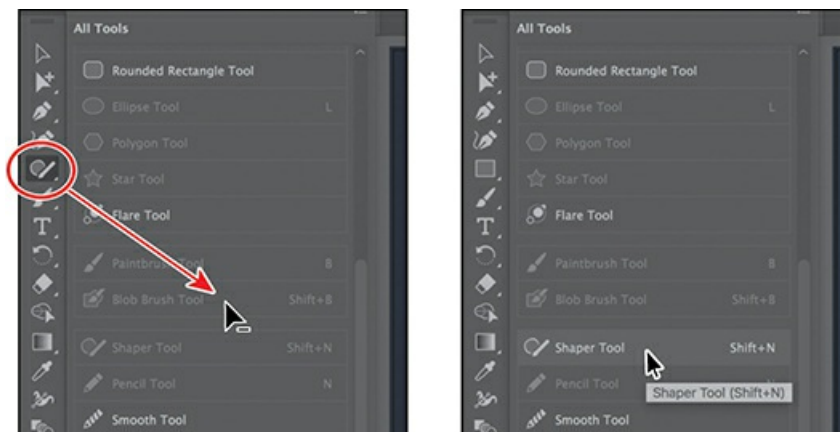 All Tools
Rounded Rectangle Tool
Ellipse Tool L
Polygon Tool
Star Tool
Flare Tool
Paintbrush Tool B
Blob Brush Tool Shift+B
Shaper Tool Shift+N
Pencil Tool N
Smooth Tool
T
All Tools
Rounded Rectangle Tool
Ellipse Tool L
Polygon Tool
Star Tool
Flare Tool
Paintbrush Tool B
Blob Brush Tool Shift+B
Shaper Tool Shift+N
Pencil Tool N
Shaper Tool (Shift+N)
Smooth Tool
T